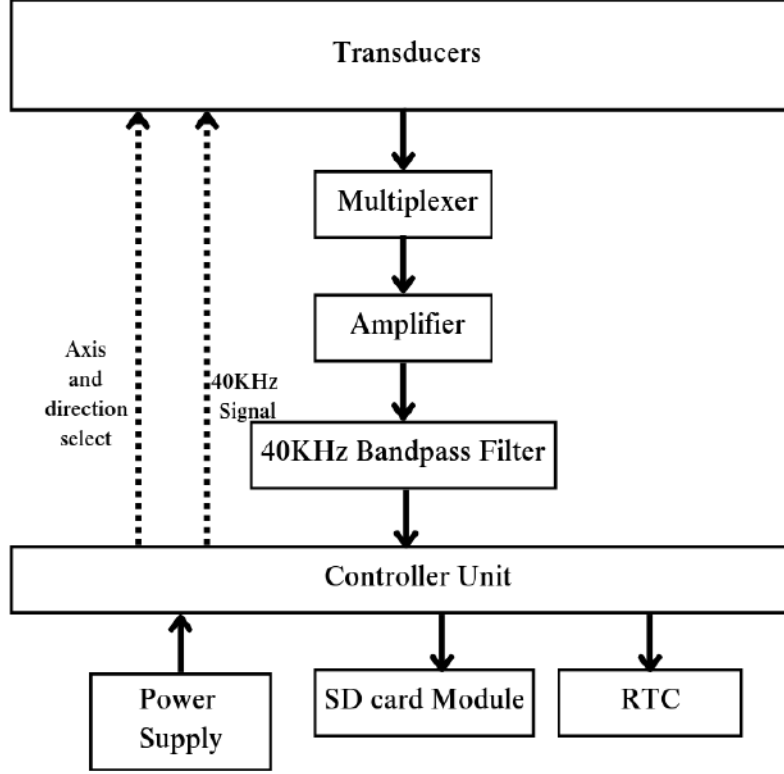 Transducers
Multiplexer
Amplifier
Axis
and
direction
select
40KHz
Signal
40KHz Bandpass Filter
Controller Unit
Power
Supply
SD card Module
RTC